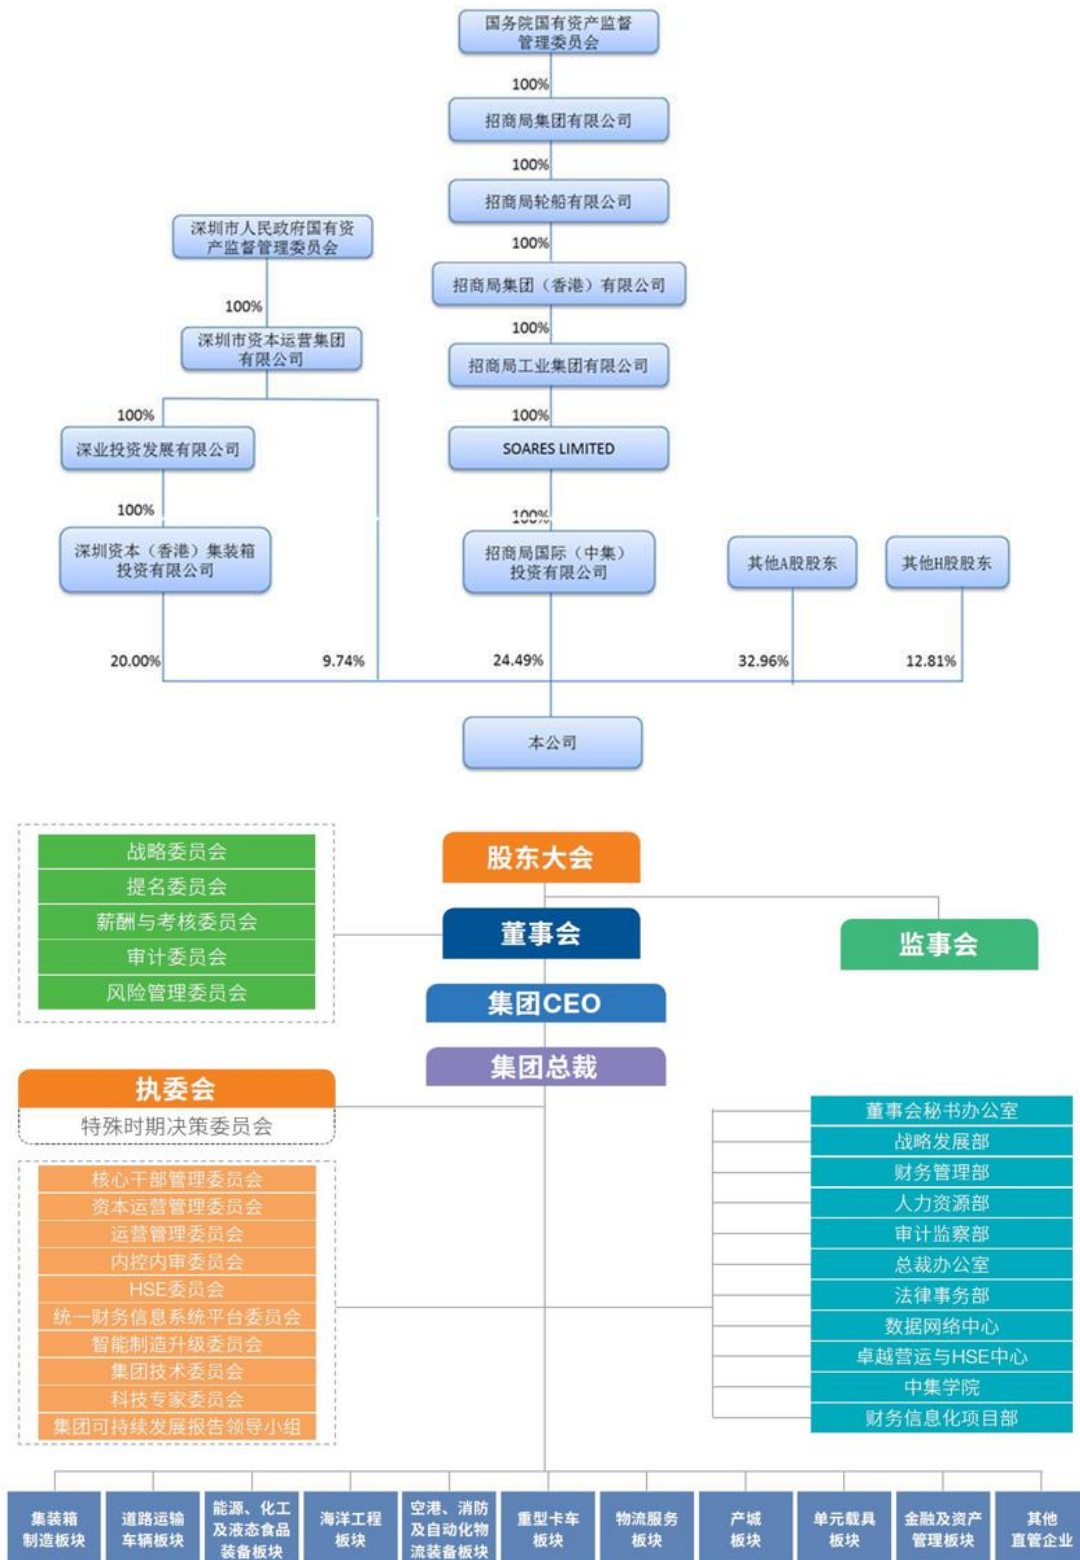 国务院国有资产监督
管理委员会
100%
招商局集团有限公司
100%
招商局轮船有限公司
100%
招商局集团（香港）有限公司
100%
招商局工业集团有限公司
100%
SOARES LIMITED
100%
招商局国际（中集）
投资有限公司
深圳市人民政府国有资
产监督管理委员会
100%
深圳市资本运营集团
有限公司
100%
深业投资发展有限公司
100%
深圳资本（香港）集装箱
投资有限公司
其他A股股东
其他H股股东
20.00%
9.74%
24.49%
32.96%
12.81%
本公司
战略委员会
提名委员会
薪酬与考核委员会
审计委员会
风险管理委员会
股东大会
董事会
监事会
集团CEO
集团总裁
执委会
特殊时期决策委员会
核心干部管理委员会
资本运营管理委员会
运营管理委员会
内控内审委员会
HSE委员会
统一财务信息系统平台委员会
智能制造升级委员会
集团技术委员会
科技专家委员会
集团可持续发展报告领导小组
董事会秘书办公室
战略发展部
财务管理部
人力资源部
审计监察部
总裁办公室
法律事务部
数据网络中心
卓越营运与HSE中心
中集学院
财务信息化项目部
集装箱
制造板块
道路运输
车辆板块
能源、化工
及液态食品
装备板块
海洋工程
板块
空港、消防
及自动化物
流装备板块
重型卡车
板块
物流服务
板块
产城
板块
单元载具
板块
金融及资产
管理板块
其他
直管企业